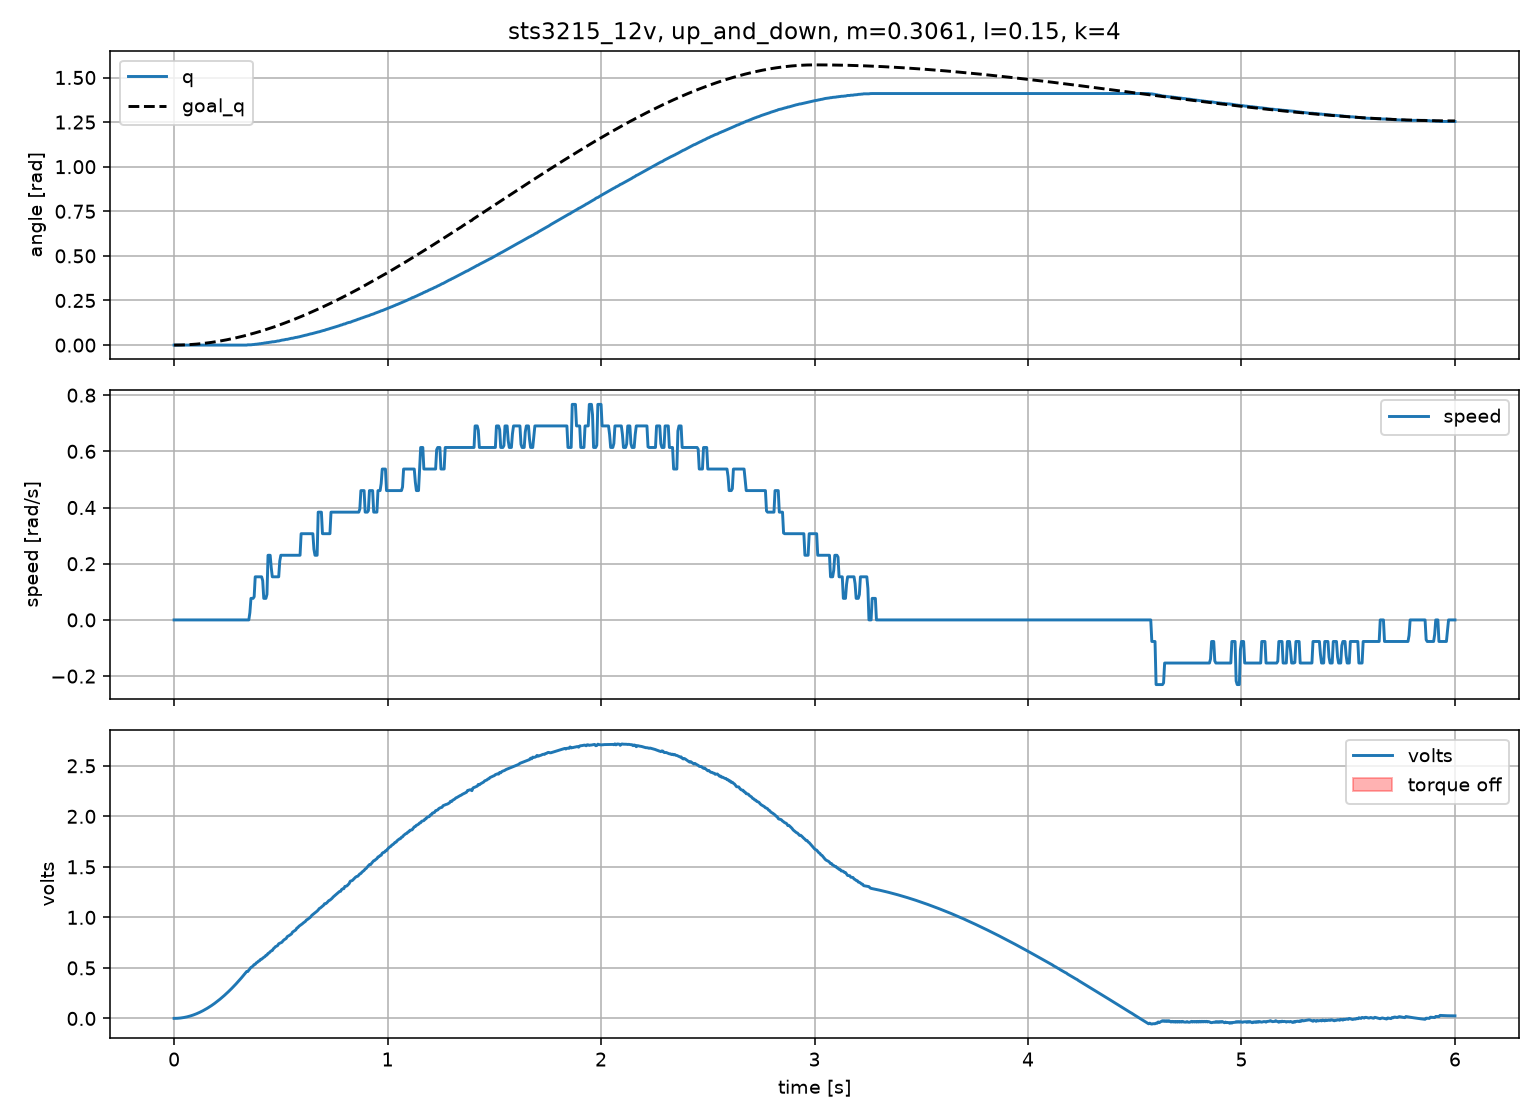 sts3215_12v, up_and_down, m=0.3061, l=0.15, k=4
q
goal_q
angle [rad]
1.50
1.25
1.00
0.75
0.50
0.25
0.00
speed
speed [rad/s]
0.8
0.6
0.4
0.2
0.0
−0.2
volts
torque off
volts
2.5
2.0
1.5
1.0
0.5
0.0
0 1 2 3 4 5 6
time [s]